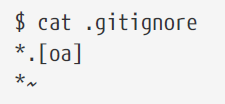 $ cat .gitignore
*.[oa]
*~